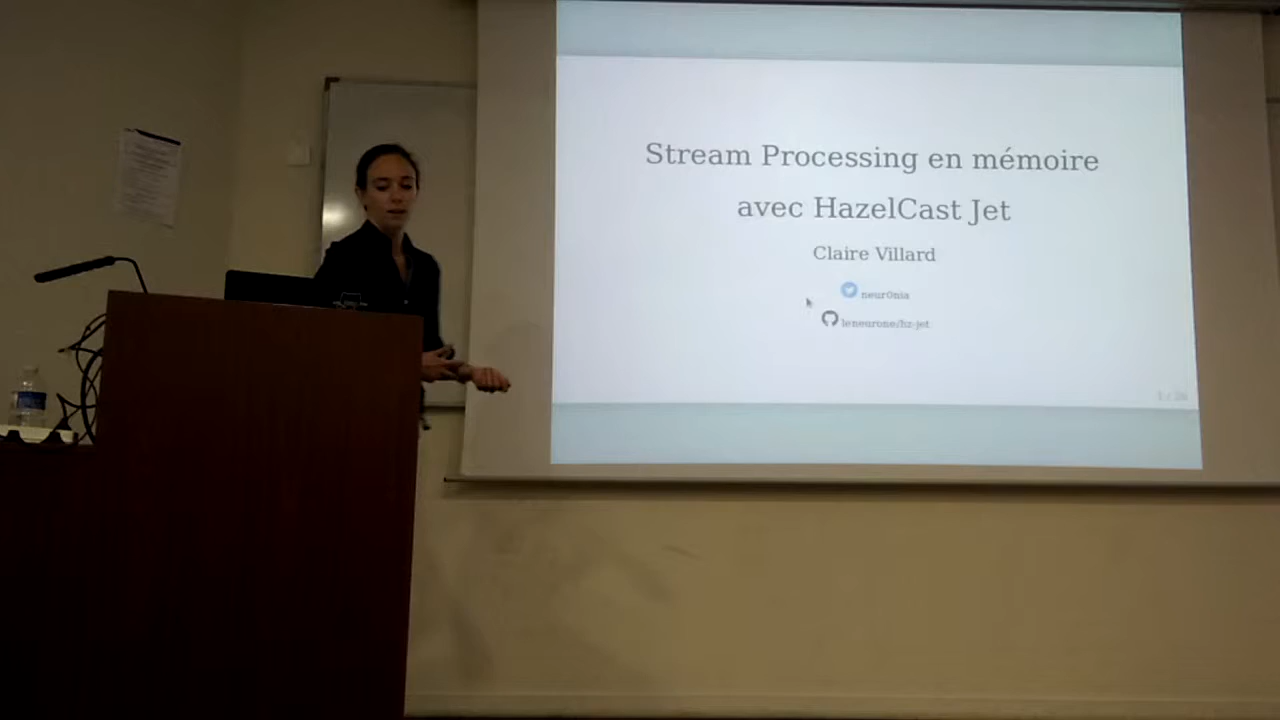 Stream Processing en mémoire
avec HazelCast Jet
Claire Villard
neur0nia
leneurone/hz-jet